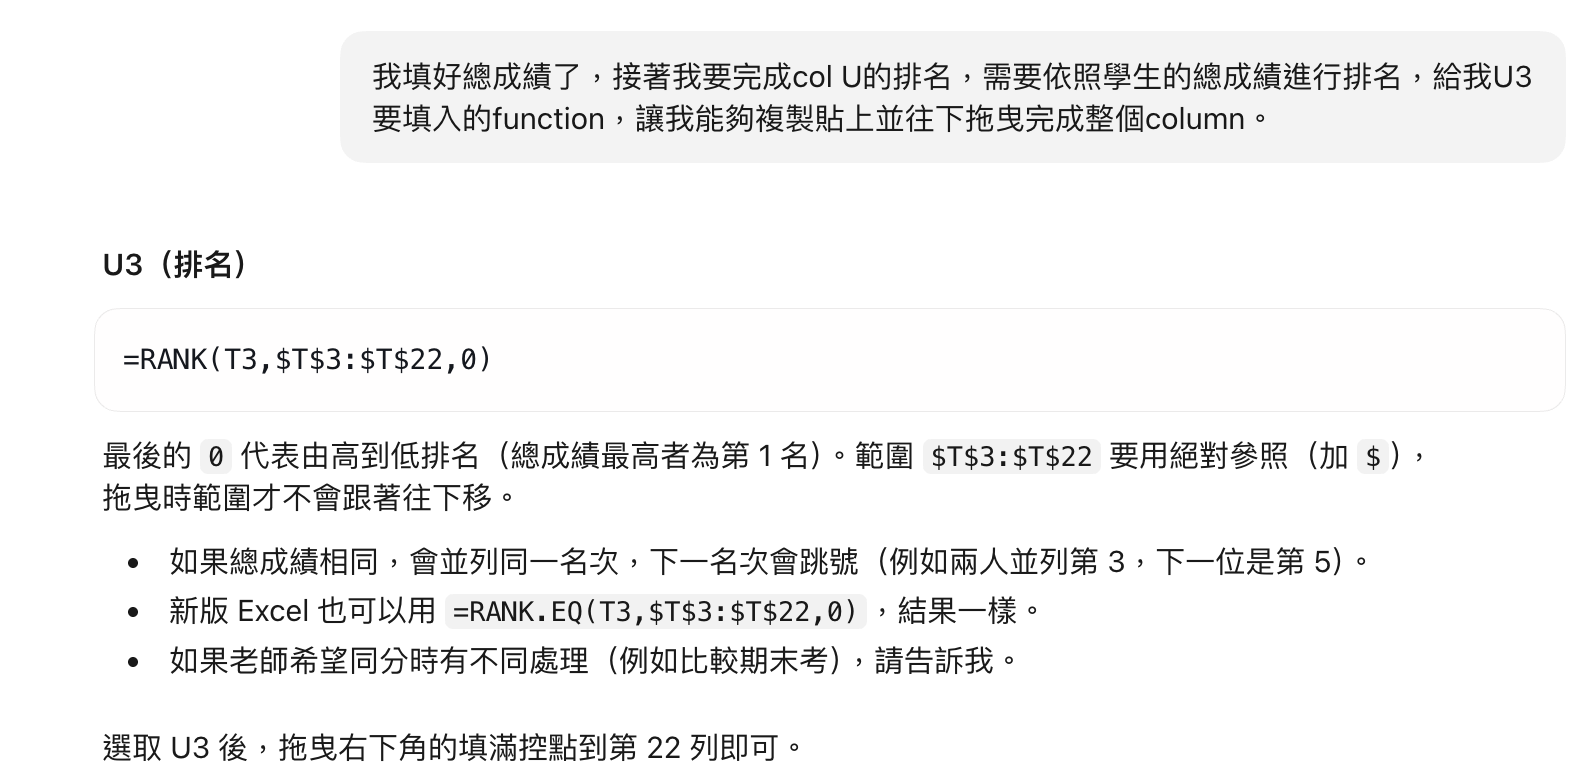 我填好總成績了，接著我要完成col U的排名，需要依照學生的總成績進行排名，給我U3
要填入的function，讓我能夠複製貼上並往下拖曳完成整個column。
U3（排名）
=RANK(T3,$T$3:$T$22,0)
最後的 0 代表由高到低排名（總成績最高者為第 1 名）。範圍 $T$3:$T$22 要用絕對參照（加 $），
拖曳時範圍才不會跟著往下移。
• 如果總成績相同，會並列同一名次，下一名次會跳號（例如兩人並列第 3，下一位是第 5）。
• 新版 Excel 也可以用 =RANK.EQ(T3,$T$3:$T$22,0)，結果一樣。
• 如果老師希望同分時有不同處理（例如比較期末考），請告訴我。
選取 U3 後，拖曳右下角的填滿控點到第 22 列即可。